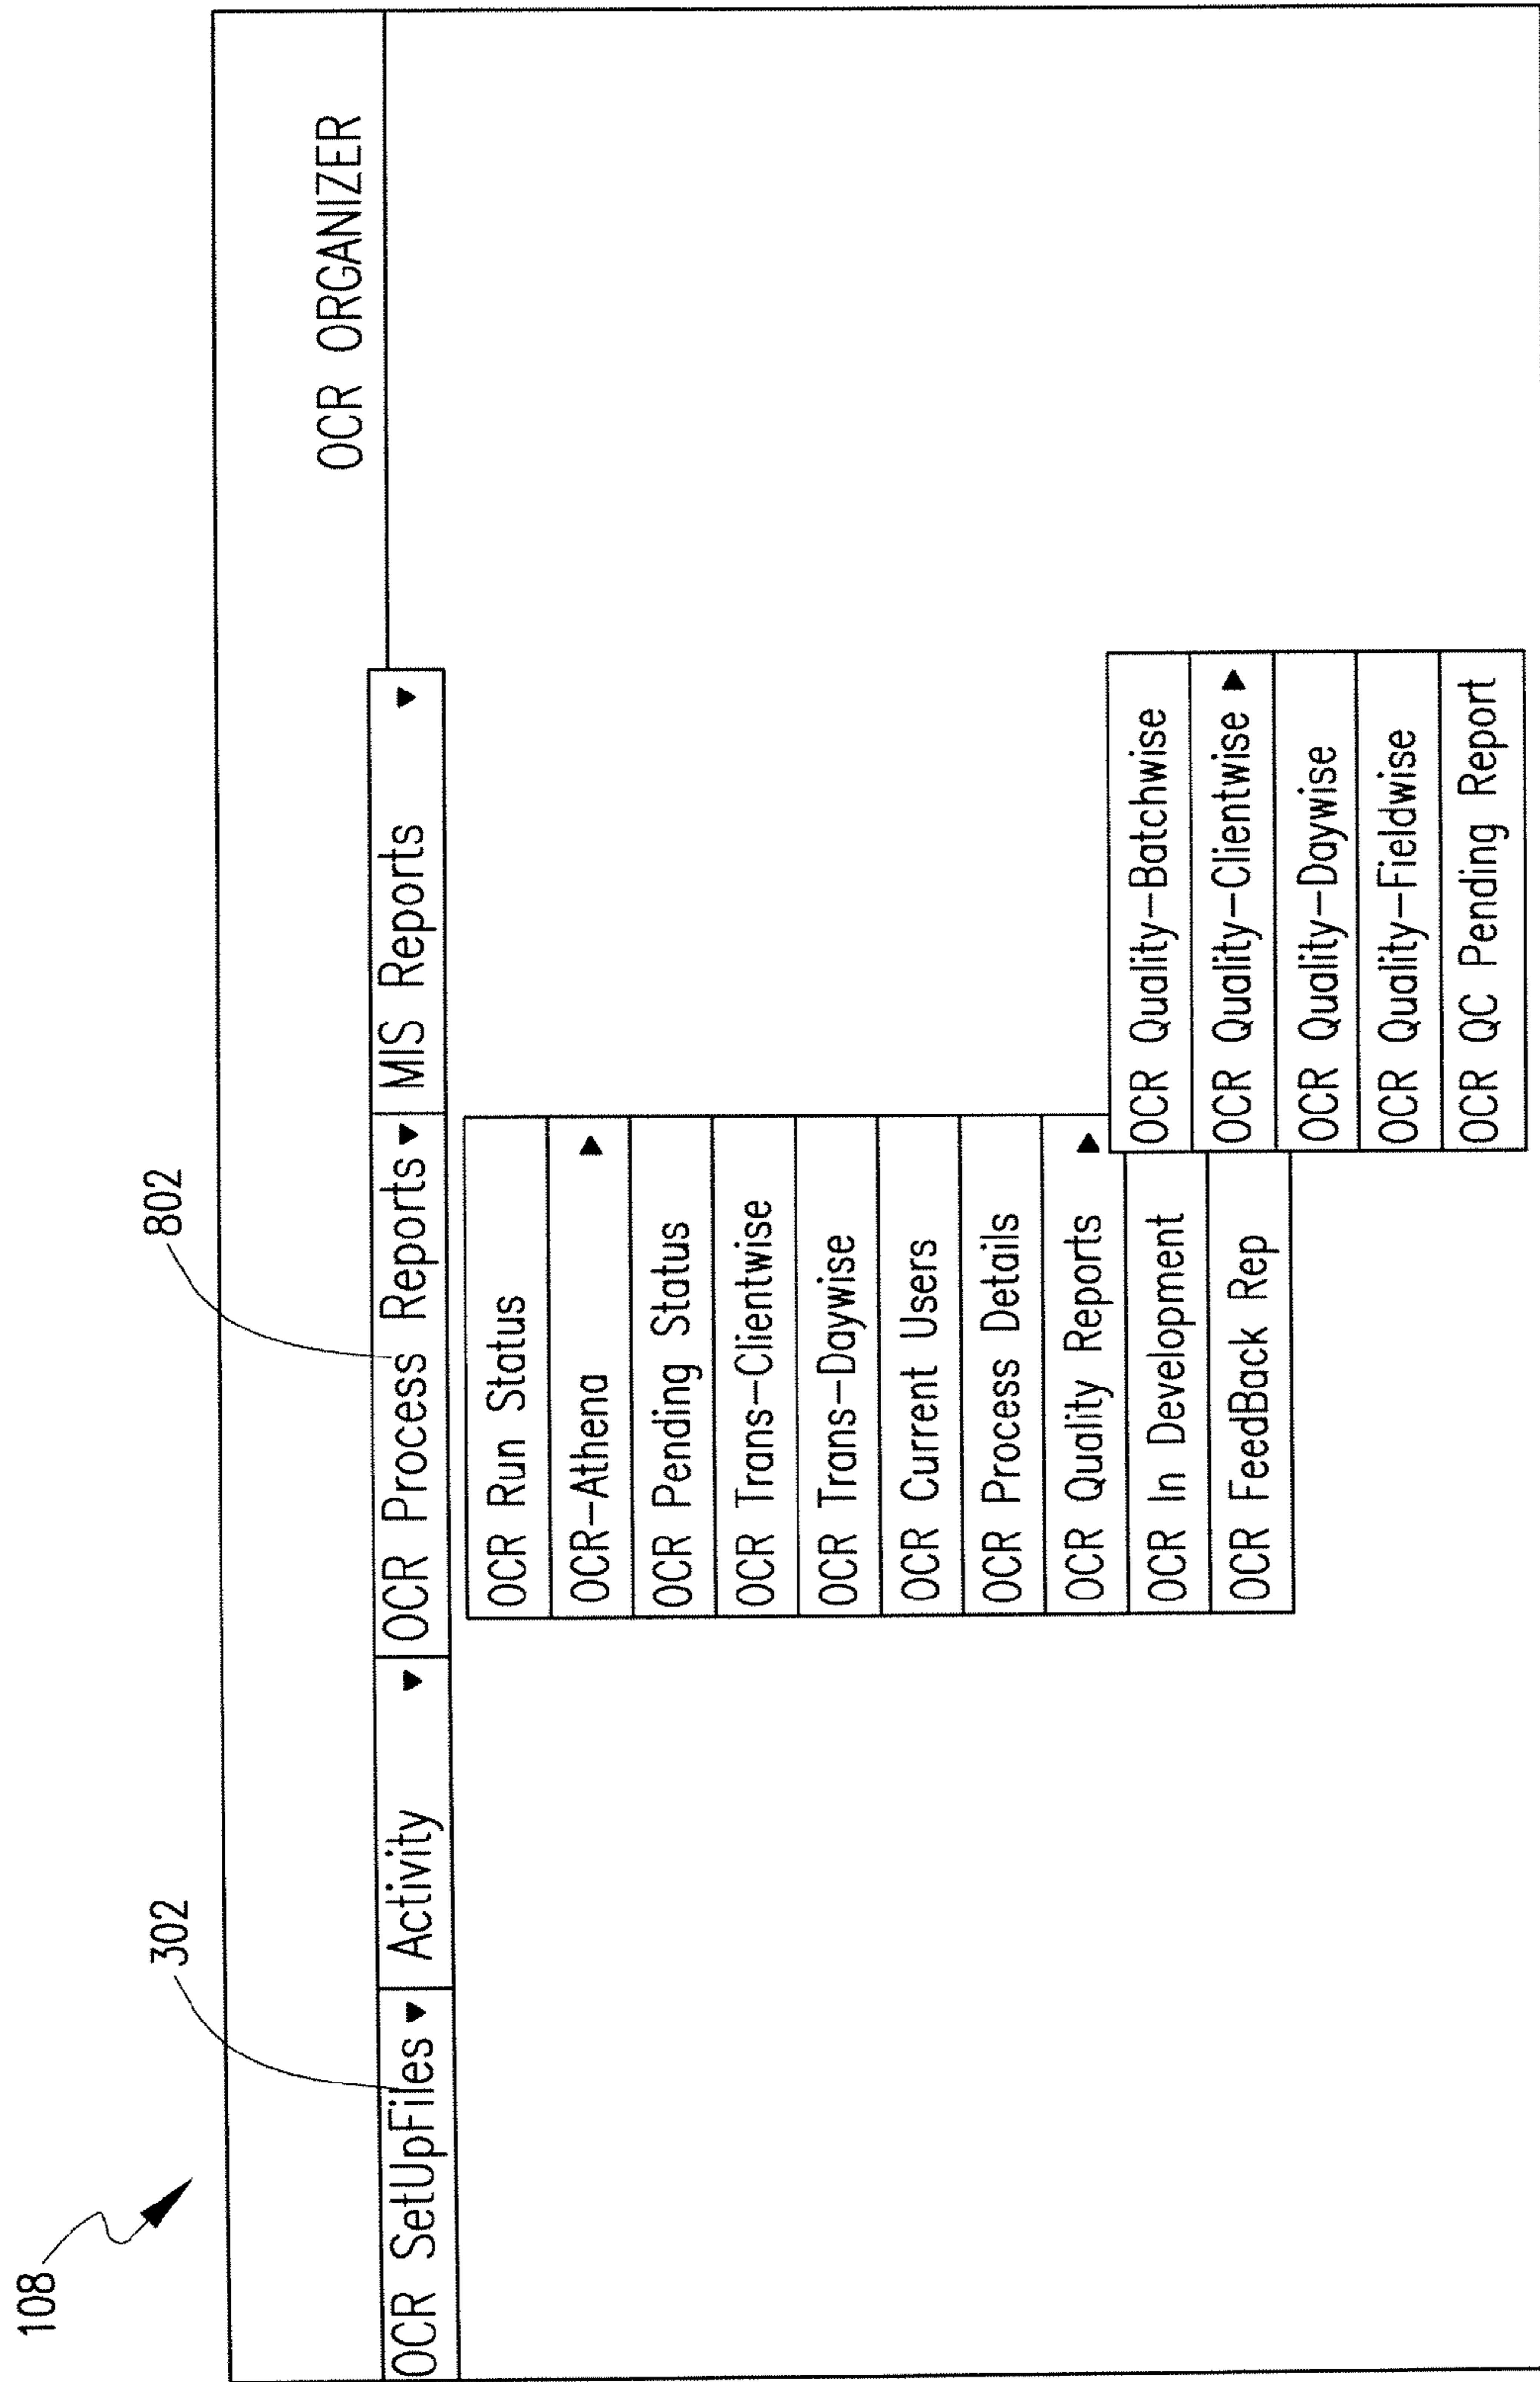 108
302
802
OCR ORGANIZER
OCR SetUpFiles ▼ Activity ▼ OCR Process Reports ▼ MIS Reports ▼
OCR Run Status
OCR-Athena ▶
OCR Pending Status
OCR Trans-Clientwise
OCR Trans-Daywise
OCR Current Users
OCR Process Details
OCR Quality Reports ▶
OCR In Development
OCR FeedBack Rep
OCR Quality-Batchwise
OCR Quality-Clientwise ▶
OCR Quality-Daywise
OCR Quality-Fieldwise
OCR QC Pending Report